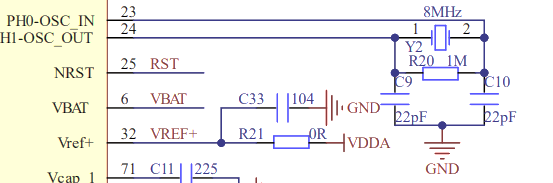 PH0-OSC_IN 23 8MHz
H1-OSC_OUT 24 1 2
Y2
R20 1M
NRST 25 RST
C9 C10
VBAT 6 VBAT C33 104 GND 22pF 22pF
Vref+ 32 VREF+ R21 0R VDDA
GND
Vcap_1 71 C11 225